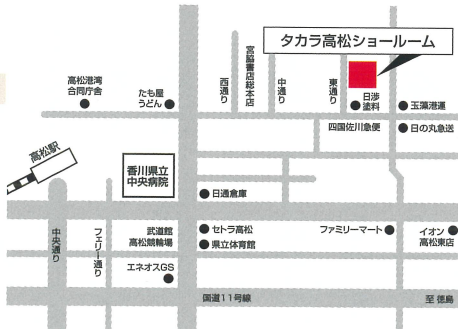 タカラ高松ショールーム
高松港湾
合同庁舎
たも屋
うどん
西通り
宮脇書店総本店
中通り
東通り
日渉
塗料
玉藻港運
四国佐川急便
日の丸急送
高松駅
香川県立
中央病院
日通倉庫
中央通り
フェリー通り
武道館
高松競輪場
セトラ高松
県立体育館
ファミリーマート
イオン
高松東店
エネオスGS
国道11号線
至 徳島